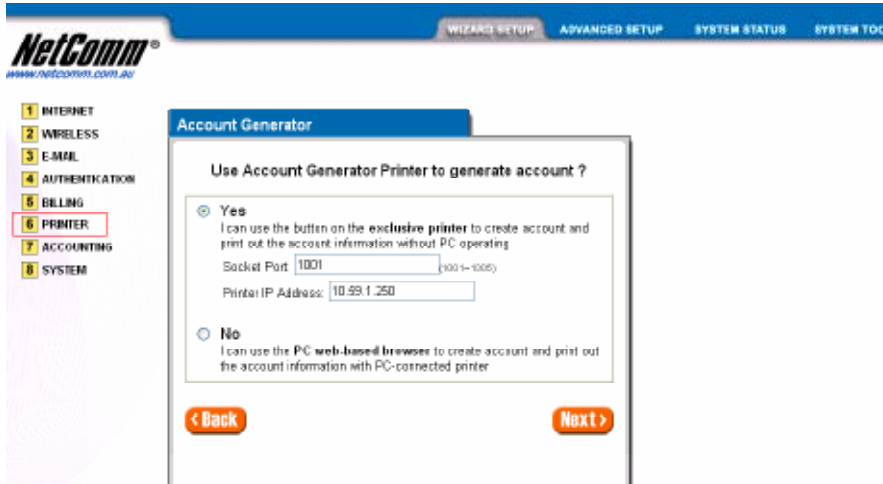 WIZARD SETUP ADVANCED SETUP SYSTEM STATUS SYSTEM TOO
NetComm®
www.netcomm.com.au
1 INTERNET
2 WIRELESS
3 E-MAIL
4 AUTHENTICATION
5 BILLING
6 PRINTER
7 ACCOUNTING
8 SYSTEM
Account Generator
Use Account Generator Printer to generate account ?
Yes
I can use the button on the exclusive printer to create account and
print out the account information without PC operating
Socket Port 1001 (1001~1005)
Printer IP Address: 10.59.1.250
No
I can use the PC web-based browser to create account and print out
the account information with PC-connected printer
< Back
Next >